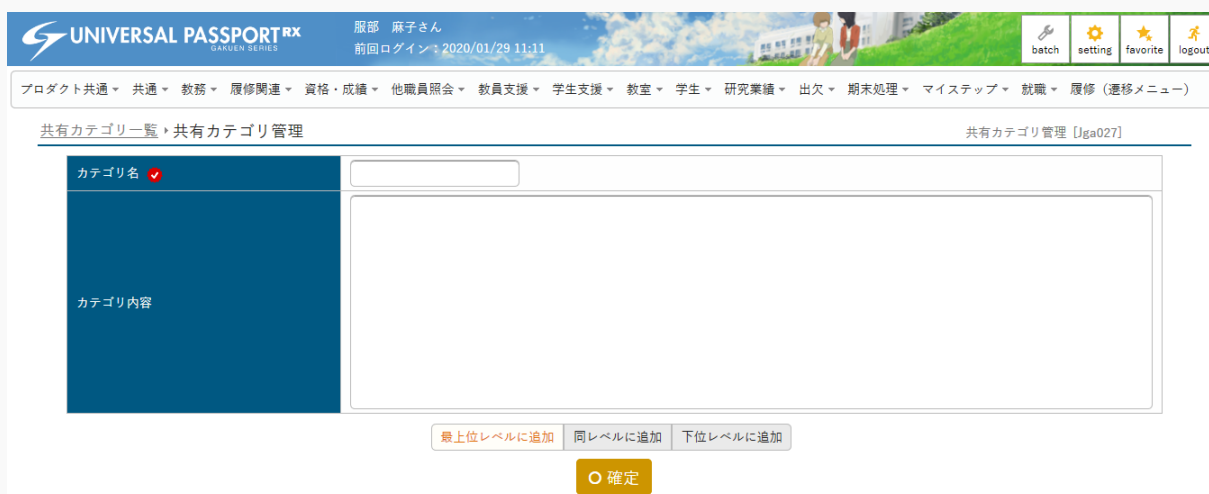 UNIVERSAL PASSPORT RX
GAKUEN SERIES
服部 麻子さん
前回ログイン：2020/01/29 11:11
batch setting favorite logout
プロダクト共通 共通 教務 履修関連 資格・成績 他職員照会 教員支援 学生支援 教室 学生 研究業績 出欠 期末処理 マイステップ 就職 履修（遷移メニュー）
共有カテゴリ一覧 共有カテゴリ管理 共有カテゴリ管理 [Jga027]
カテゴリ名
カテゴリ内容
最上位レベルに追加 同レベルに追加 下位レベルに追加
確定